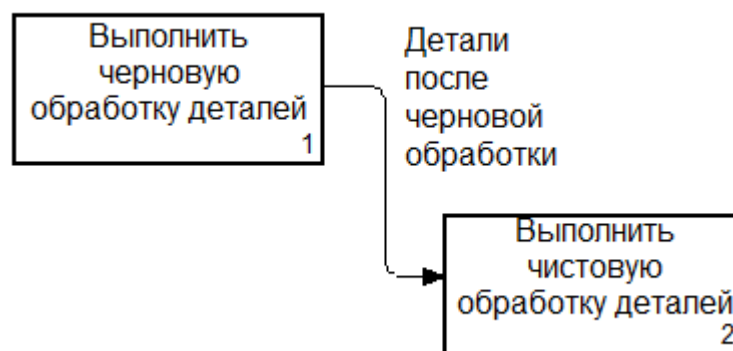 Выполнить
черновую
обработку деталей
1
Детали
после
черновой
обработки
Выполнить
чистовую
обработку деталей
2